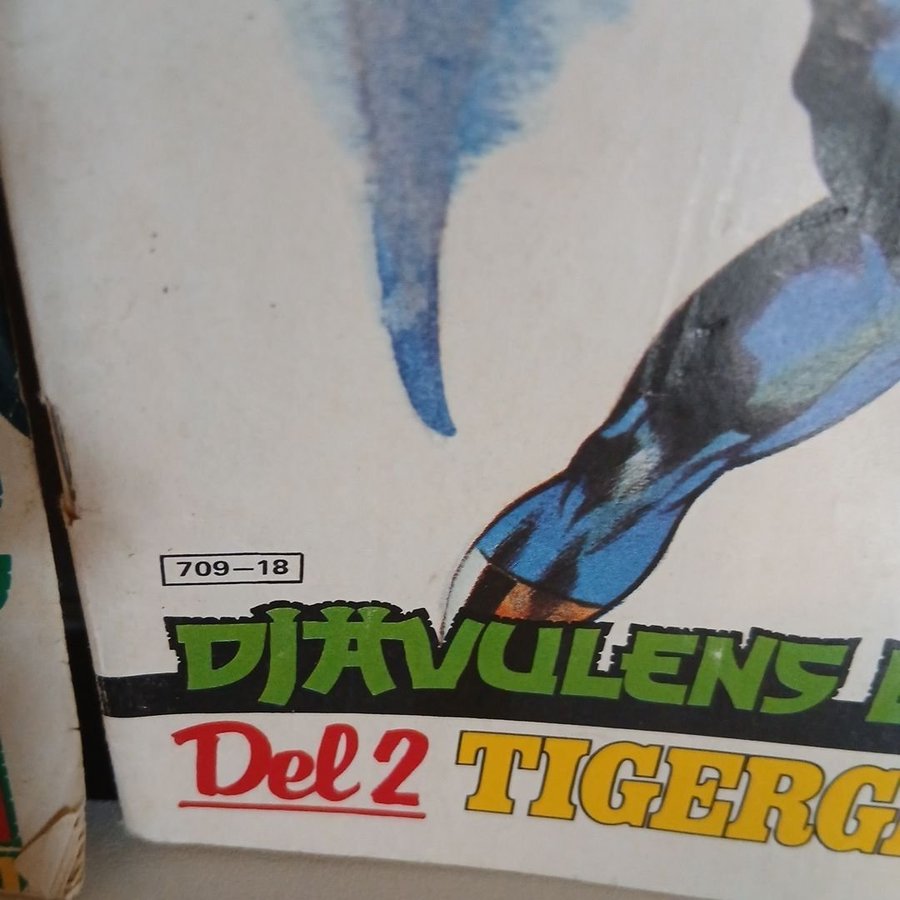 709–18
DJÄVULENS
Del 2 TIGERG